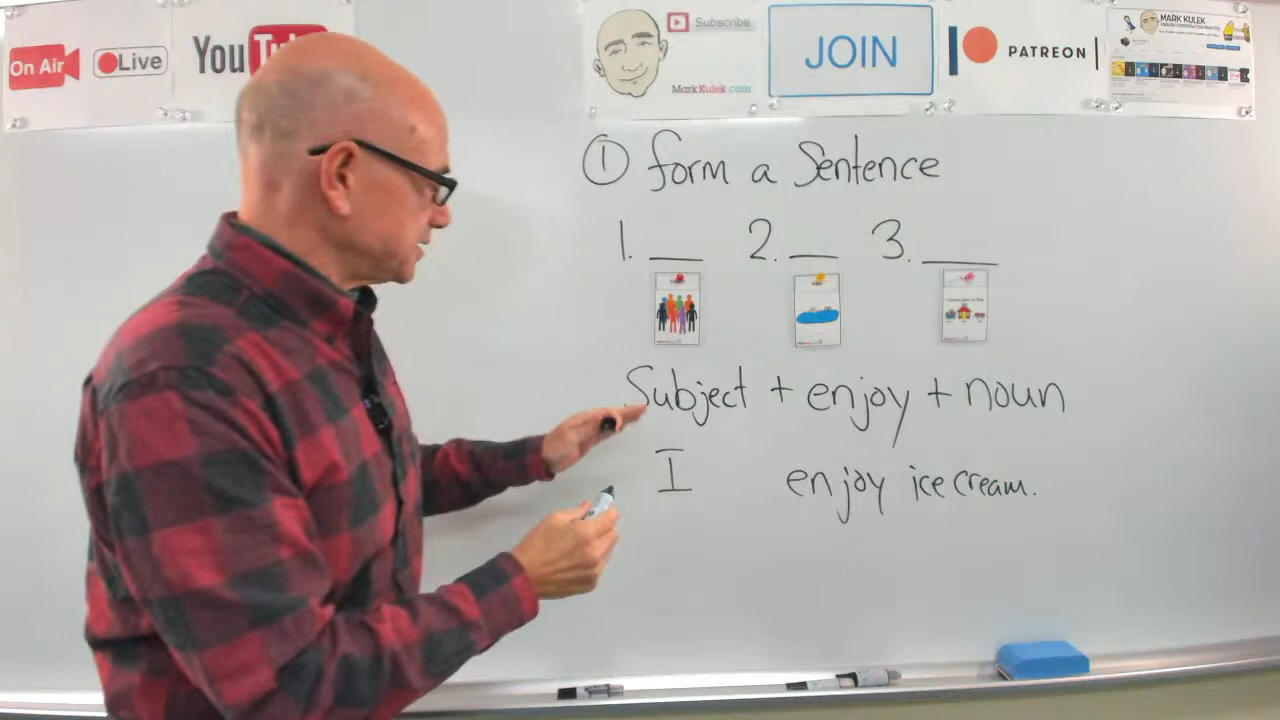 On Air
Live
YouTube
Subscribe
MarkKulek.com
JOIN
PATREON
MARK KULEK
① form a Sentence
1. ___ 2. ___ 3. ___
Subject + enjoy + noun
I enjoy ice cream.